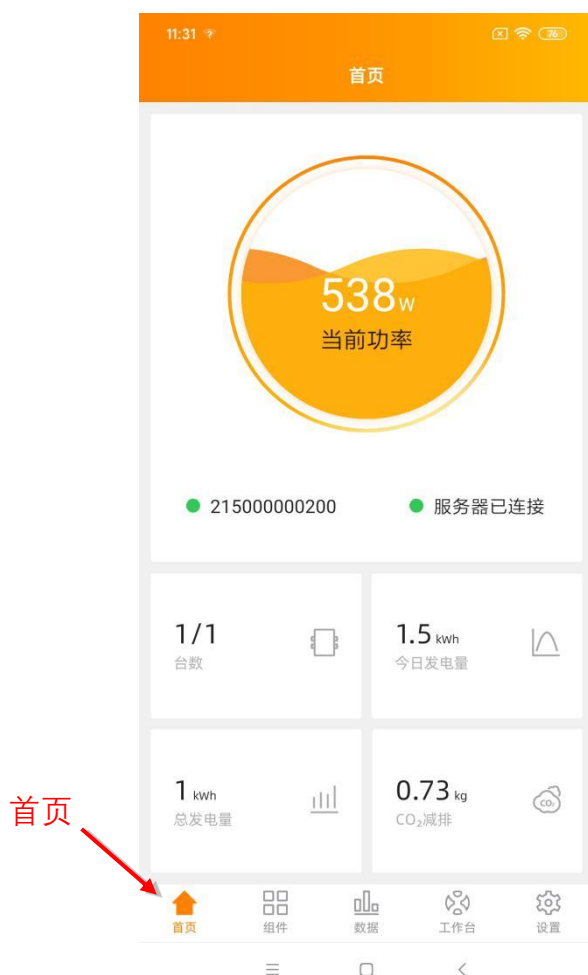 11:31
76
首页
538W
当前功率
215000000200
服务器已连接
1/1
台数
1.5 kWh
今日发电量
1 kWh
总发电量
0.73 kg
CO₂减排
CO₂
首页
首页
组件
数据
工作台
设置